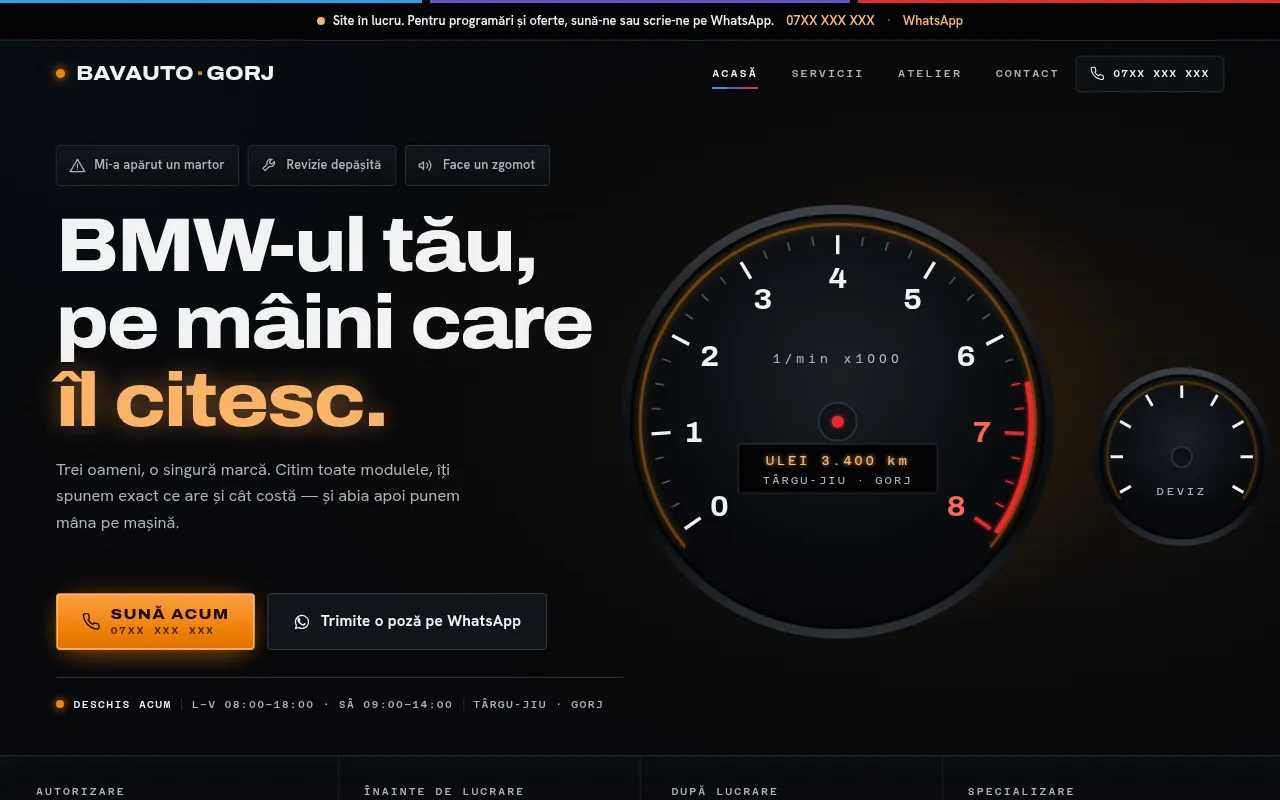 Site în lucru. Pentru programări și oferte, sună-ne sau scrie-ne pe WhatsApp. 07XX XXX XXX · WhatsApp
BAVAUTO·GORJ
ACASĂ SERVICII ATELIER CONTACT 07XX XXX XXX
Mi-a apărut un martor Revizie depășită Face un zgomot
BMW-ul tău,
pe mâini care
îl citesc.
Trei oameni, o singură marcă. Citim toate modulele, îți
spunem exact ce are și cât costă — și abia apoi punem
mâna pe mașină.
SUNĂ ACUM
07XX XXX XXX
Trimite o poză pe WhatsApp
DESCHIS ACUM L–V 08:00–18:00 · SÂ 09:00–14:00 TÂRGU-JIU · GORJ
0
1
2
3
4
5
6
7
8
1/min x1000
ULEI 3.400 km
TÂRGU-JIU · GORJ
DEVIZ
AUTORIZARE ÎNAINTE DE LUCRARE DUPĂ LUCRARE SPECIALIZARE